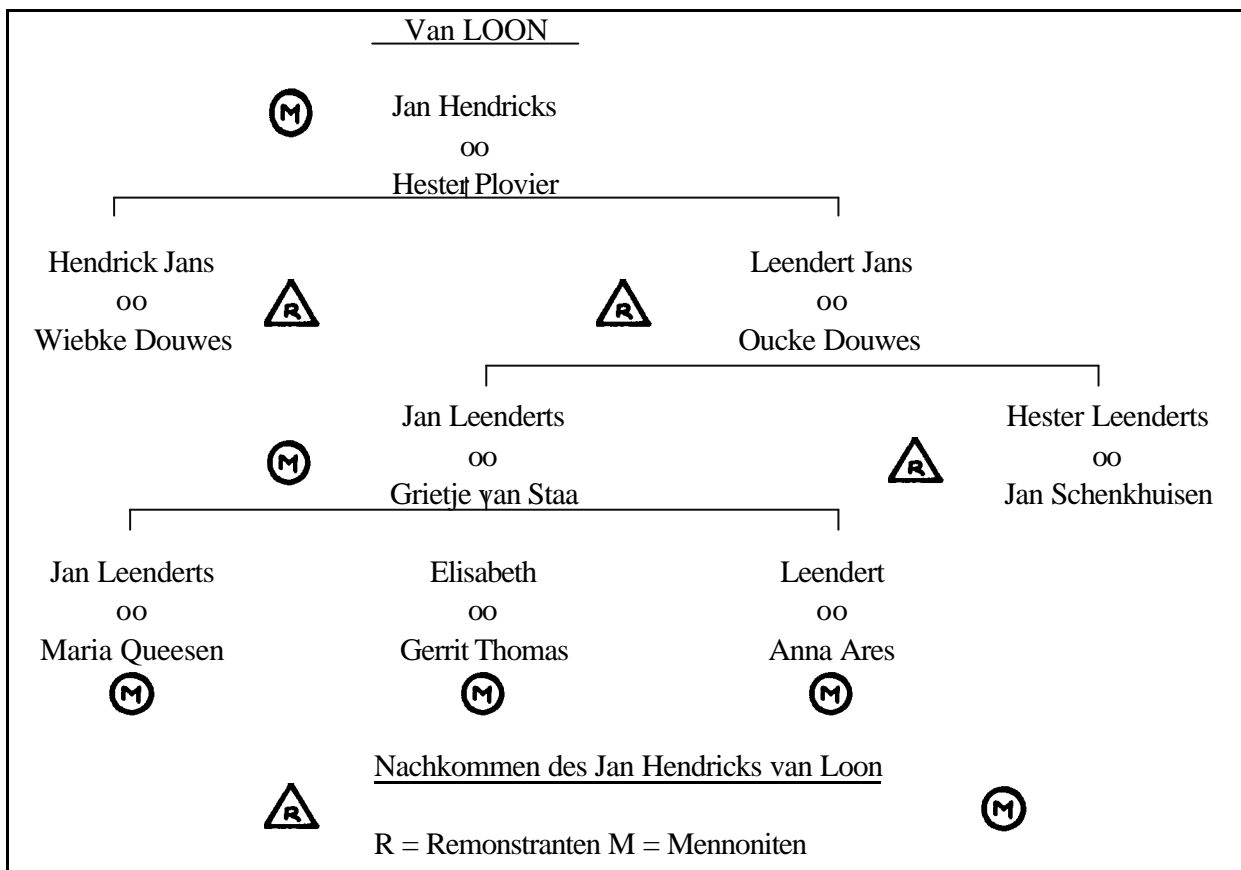 Van LOON
M Jan Hendricks
oo
Hester Plovier
Hendrick Jans Leendert Jans
oo R R oo
Wiebke Douwes Oucke Douwes
Jan Leenderts Hester Leenderts
M oo R oo
Grietje van Staa Jan Schenkhuisen
Jan Leenderts Elisabeth Leendert
oo oo oo
Maria Queesen Gerrit Thomas Anna Ares
M M M
Nachkommen des Jan Hendricks van Loon
R M
R = Remonstranten M = Mennoniten